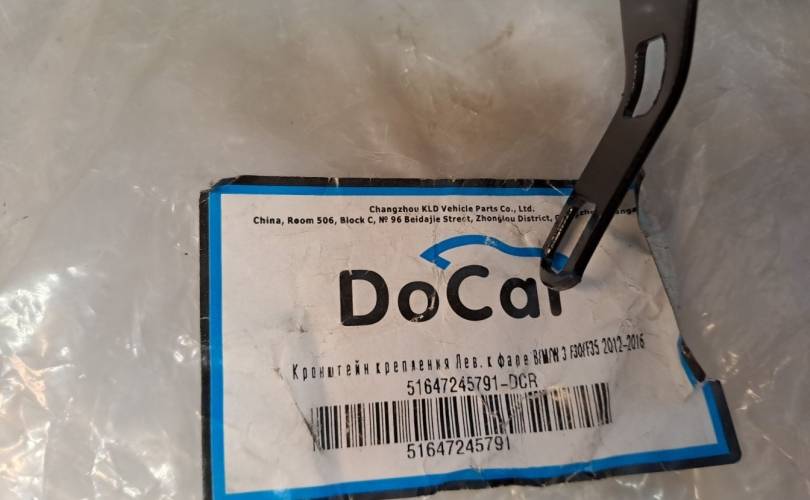 Changzhou KLD Vehicle Parts Co., Ltd.
China, Room 506, Block C, № 96 Beidajie Street, Zhonglou District,
DoCar
Кронштейн крепления Лев. к фаре BMW 3 F30/F35 2012-2016
51647245791-DCR
51647245791